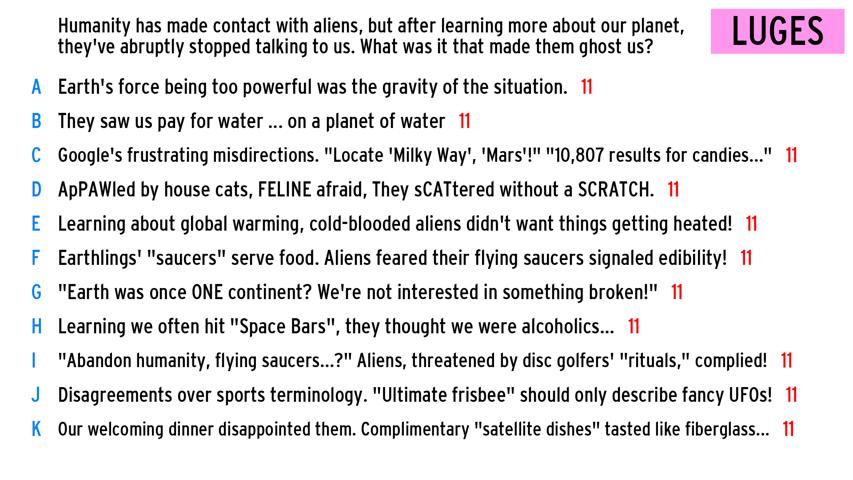 Humanity has made contact with aliens, but after learning more about our planet,
they've abruptly stopped talking to us. What was it that made them ghost us?
LUGES
A Earth's force being too powerful was the gravity of the situation. 11
B They saw us pay for water ... on a planet of water 11
C Google's frustrating misdirections. "Locate 'Milky Way', 'Mars'!" "10,807 results for candies..." 11
D ApPAWled by house cats, FELINE afraid, They sCATtered without a SCRATCH. 11
E Learning about global warming, cold-blooded aliens didn't want things getting heated! 11
F Earthlings' "saucers" serve food. Aliens feared their flying saucers signaled edibility! 11
G "Earth was once ONE continent? We're not interested in something broken!" 11
H Learning we often hit "Space Bars", they thought we were alcoholics... 11
I "Abandon humanity, flying saucers...?" Aliens, threatened by disc golfers' "rituals," complied! 11
J Disagreements over sports terminology. "Ultimate frisbee" should only describe fancy UFOs! 11
K Our welcoming dinner disappointed them. Complimentary "satellite dishes" tasted like fiberglass... 11